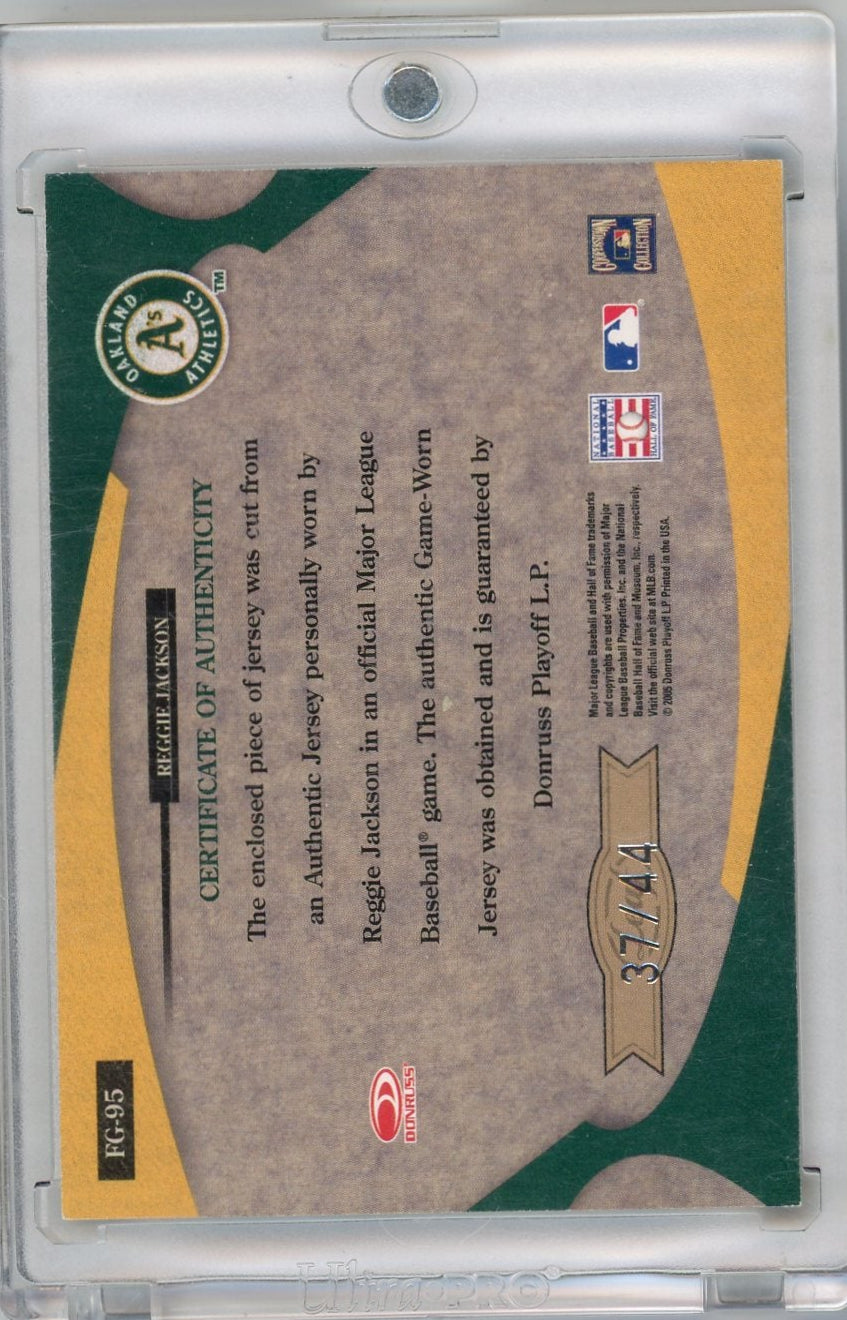 FG-95
REGGIE JACKSON
OAKLAND
A's
ATHLETICS
TM
CERTIFICATE OF AUTHENTICITY
The enclosed piece of jersey was cut from
an Authentic Jersey personally worn by
Reggie Jackson in an official Major League
Baseball® game. The authentic Game-Worn
Jersey was obtained and is guaranteed by
Donruss Playoff L.P.
DONRUSS
37/44
Major League Baseball and Hall of Fame trademarks
and copyrights are used with permission of Major
League Baseball Properties, Inc. and the National
Baseball Hall of Fame and Museum, Inc., respectively.
Visit the official web site at MLB.com.
© 2005 Donruss Playoff L.P. Printed in the USA.
NATIONAL
BASEBALL
HALL OF FAME
®
COOPERSTOWN
COLLECTION
Ultra·PRO®